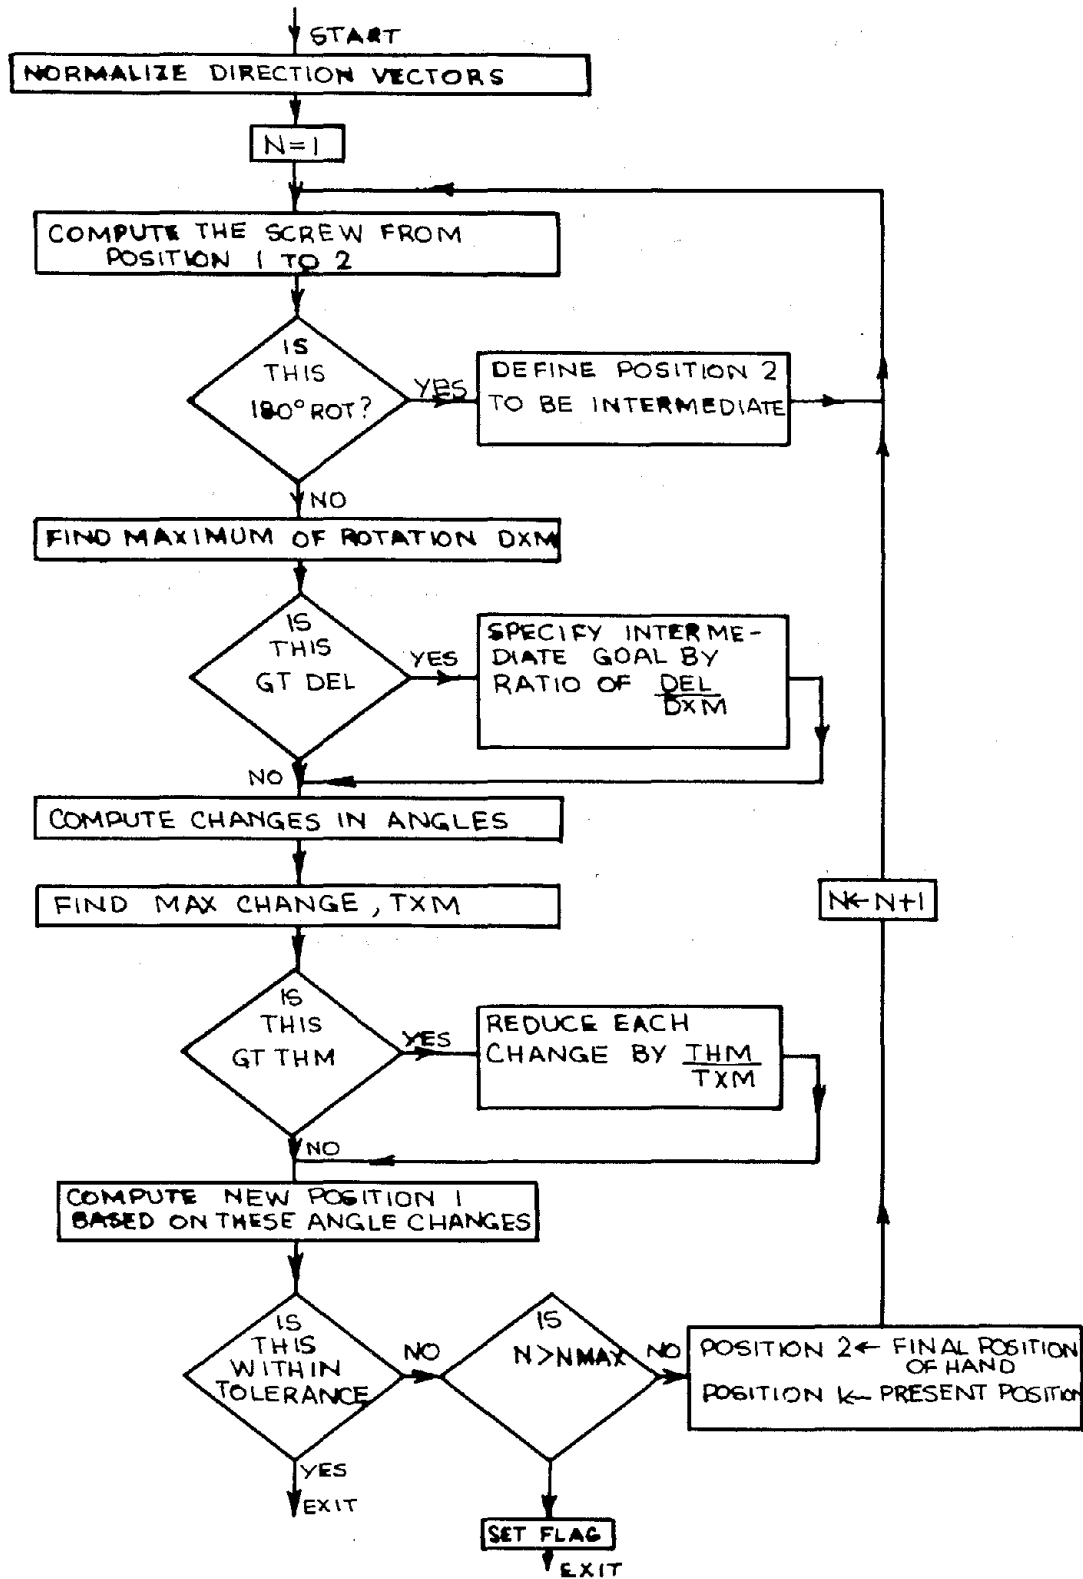 START
NORMALIZE DIRECTION VECTORS
N=1
COMPUTE THE SCREW FROM
POSITION 1 TO 2
IS
THIS
180° ROT?
YES
DEFINE POSITION 2
TO BE INTERMEDIATE
NO
FIND MAXIMUM OF ROTATION DXM
IS
THIS
GT DEL
YES
SPECIFY INTERME-
DIATE GOAL BY
RATIO OF DEL
DXM
NO
COMPUTE CHANGES IN ANGLES
FIND MAX CHANGE, TXM
N←N+1
IS
THIS
GT THM
YES
REDUCE EACH
CHANGE BY THM
TXM
NO
COMPUTE NEW POSITION 1
BASED ON THESE ANGLE CHANGES
IS
THIS
WITHIN
TOLERANCE
NO
IS
N>NMAX
NO
POSITION 2← FINAL POSITION
OF HAND
POSITION 1← PRESENT POSITION
YES
EXIT
SET FLAG
EXIT